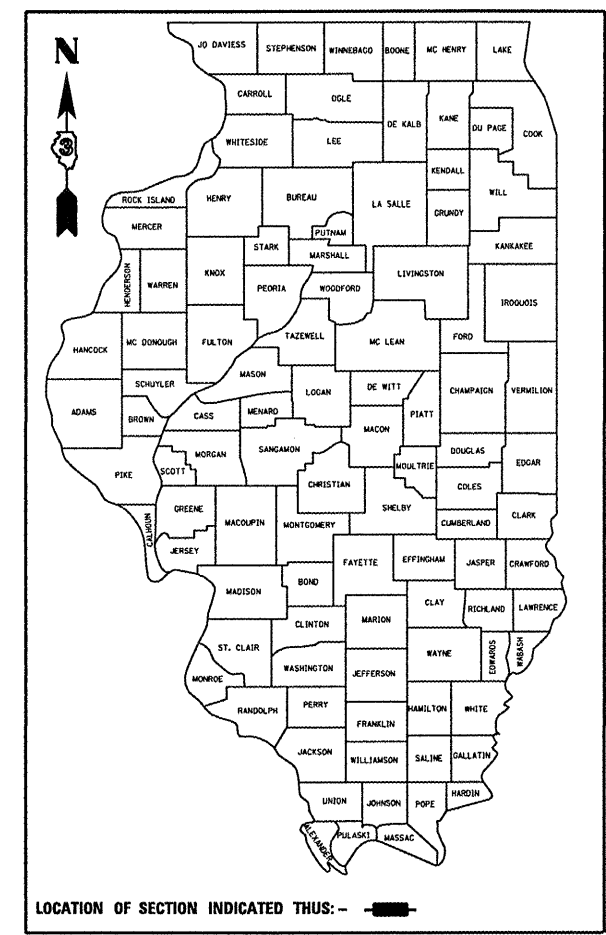 JO DAVIESS STEPHENSON WINNEBAGO BOONE MC HENRY LAKE
N
CARROLL OGLE
DE KALB KANE DU PAGE COOK
3
WHITESIDE LEE
KENDALL
ROCK ISLAND HENRY BUREAU LA SALLE GRUNDY WILL
MERCER STARK PUTNAM
MARSHALL KANKAKEE
HENDERSON WARREN KNOX PEORIA WOODFORD LIVINGSTON IROQUOIS
HANCOCK MC DONOUGH FULTON TAZEWELL MC LEAN FORD
MASON
SCHUYLER LOGAN DE WITT CHAMPAIGN VERMILION
ADAMS BROWN CASS MENARD MACON PIATT
PIKE SCOTT MORGAN SANGAMON MOULTRIE DOUGLAS EDGAR
CHRISTIAN COLES
GREENE MACOUPIN MONTGOMERY SHELBY CUMBERLAND CLARK
CALHOUN JERSEY
FAYETTE EFFINGHAM JASPER CRAWFORD
MADISON BOND
CLINTON MARION CLAY RICHLAND LAWRENCE
ST. CLAIR WASHINGTON WAYNE EDWARDS WABASH
MONROE JEFFERSON
RANDOLPH PERRY HAMILTON WHITE
FRANKLIN
JACKSON WILLIAMSON SALINE GALLATIN
UNION JOHNSON POPE HARDIN
ALEXANDER PULASKI MASSAC
LOCATION OF SECTION INDICATED THUS: –